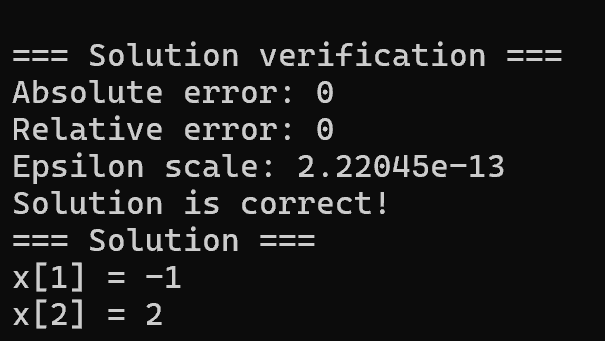 === Solution verification ===
Absolute error: 0
Relative error: 0
Epsilon scale: 2.22045e-13
Solution is correct!
=== Solution ===
x[1] = -1
x[2] = 2